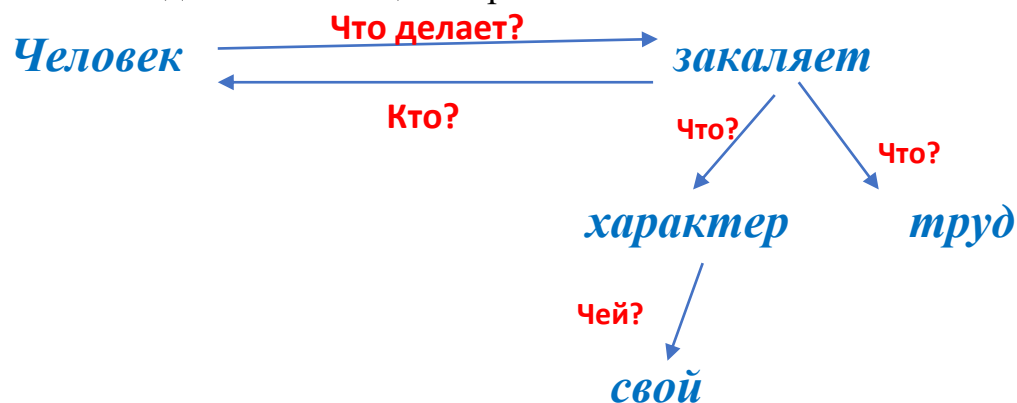 Что делает?
Человек закаляет
Кто?
Что?
Что?
характер труд
Чей?
свой